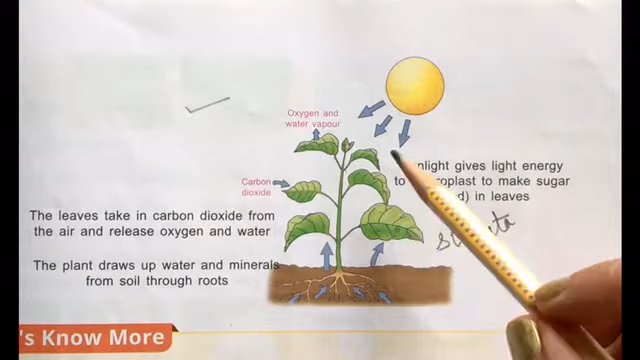 Oxygen and
water vapour
Carbon
dioxide
nlight gives light energy
to roplast to make sugar
d) in leaves
The leaves take in carbon dioxide from
the air and release oxygen and water
The plant draws up water and minerals
from soil through roots
's Know More